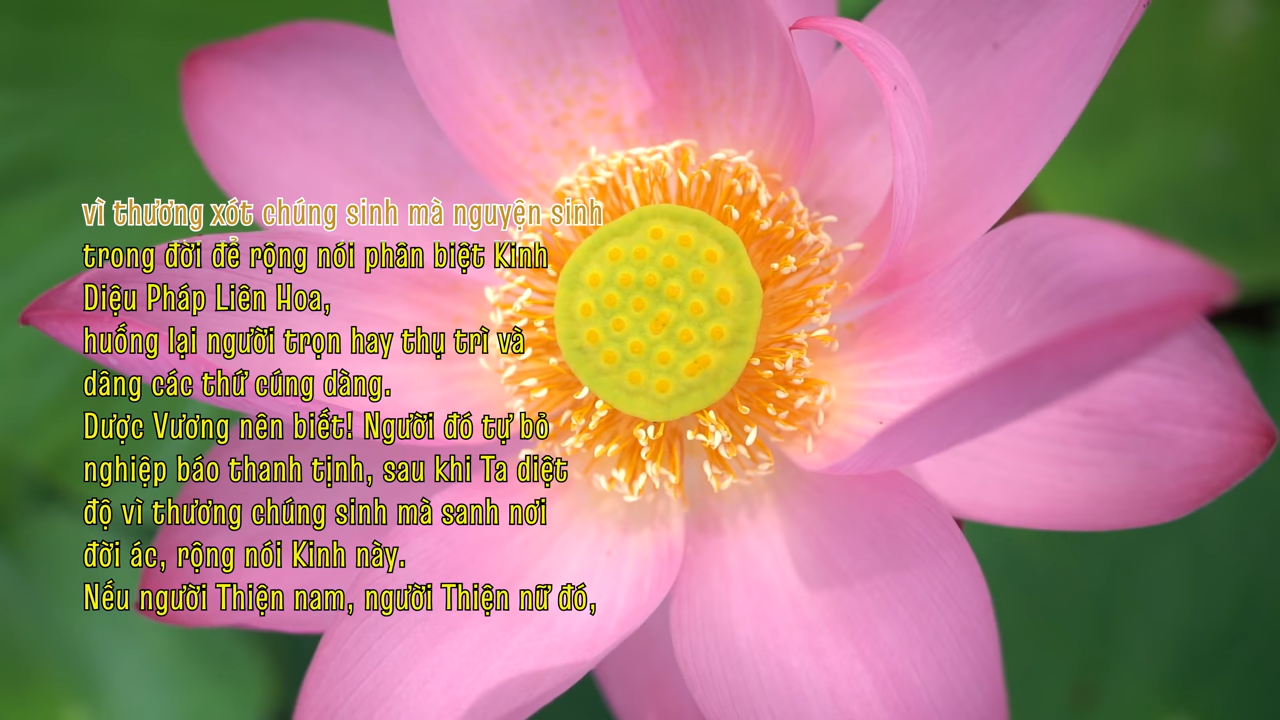 vì thương xót chúng sinh mà nguyện sinh
trong đời để rộng nói phân biệt Kinh
Diệu Pháp Liên Hoa,
huống lại người trọn hay thụ trì và
dâng các thứ cúng dàng.
Dược Vương nên biết! Người đó tự bỏ
nghiệp báo thanh tịnh, sau khi Ta diệt
độ vì thương chúng sinh mà sanh nơi
đời ác, rộng nói Kinh này.
Nếu người Thiện nam, người Thiện nữ đó,